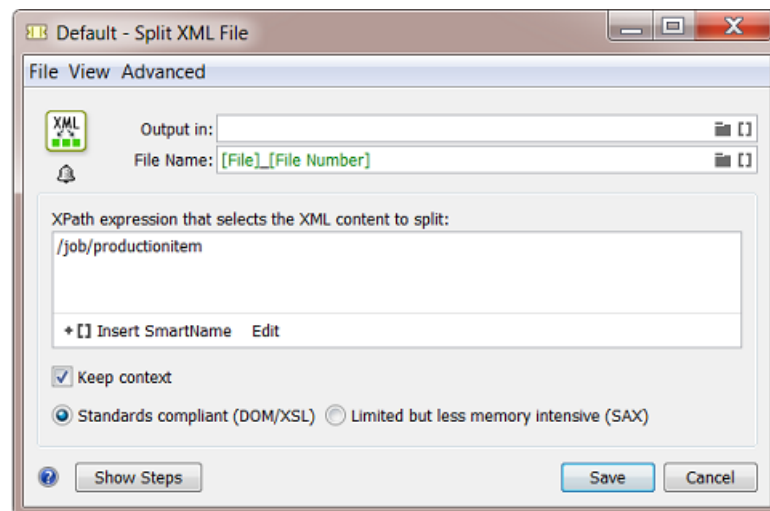 Default - Split XML File
File View Advanced
XML
Output in:
File Name: [File]_[File Number]
XPath expression that selects the XML content to split:
/job/productionitem
+[] Insert SmartName Edit
Keep context
Standards compliant (DOM/XSL) Limited but less memory intensive (SAX)
? Show Steps Save Cancel